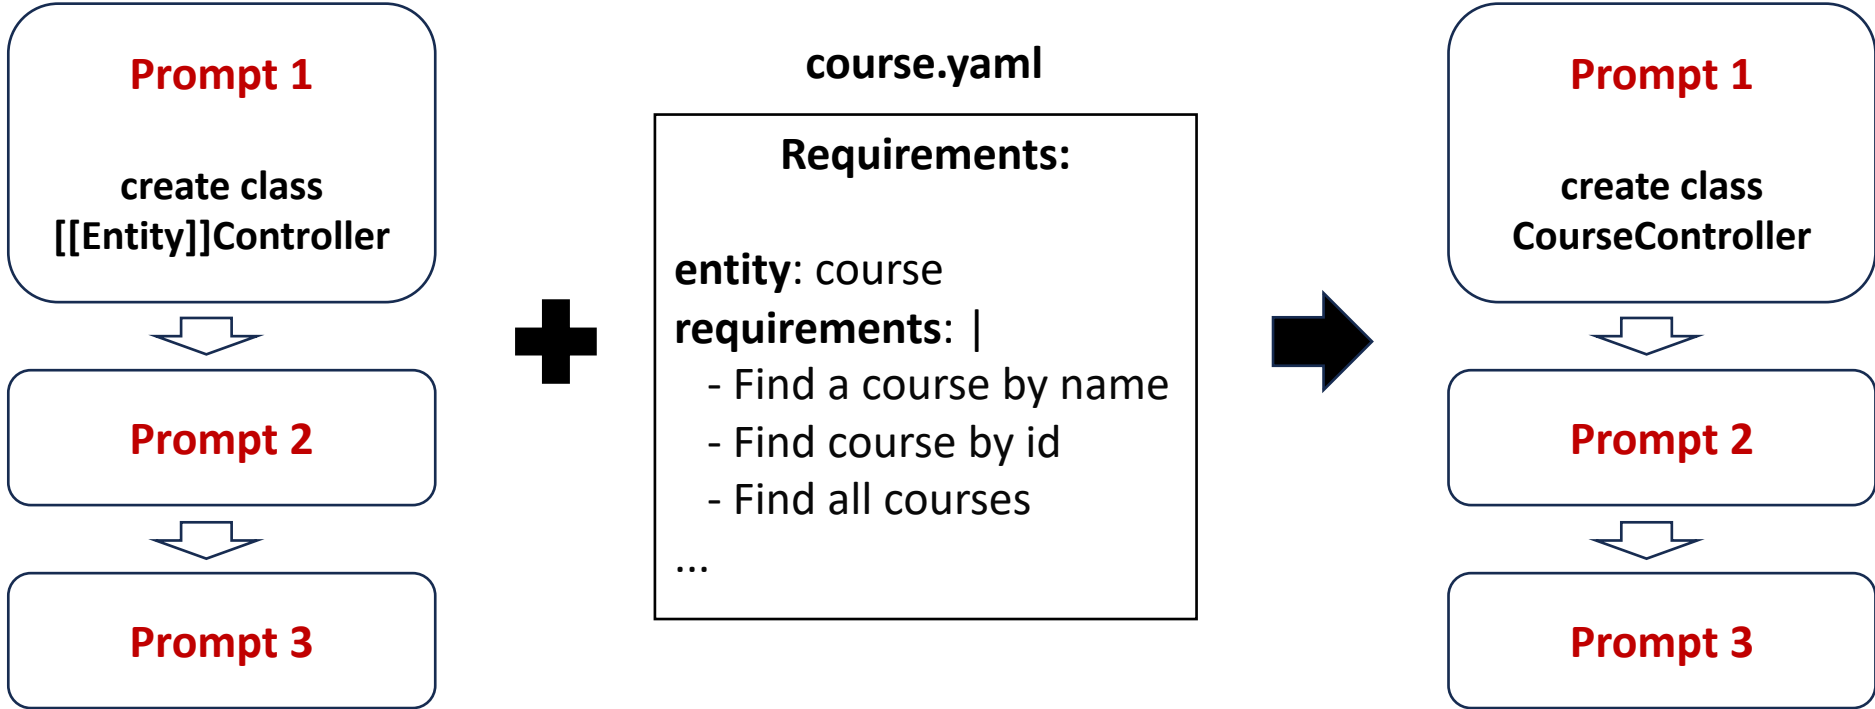 Prompt 1
create class
[[Entity]]Controller
Prompt 2
Prompt 3
course.yaml
Requirements:
entity: course
requirements: |
- Find a course by name
- Find course by id
- Find all courses
...
Prompt 1
create class
CourseController
Prompt 2
Prompt 3